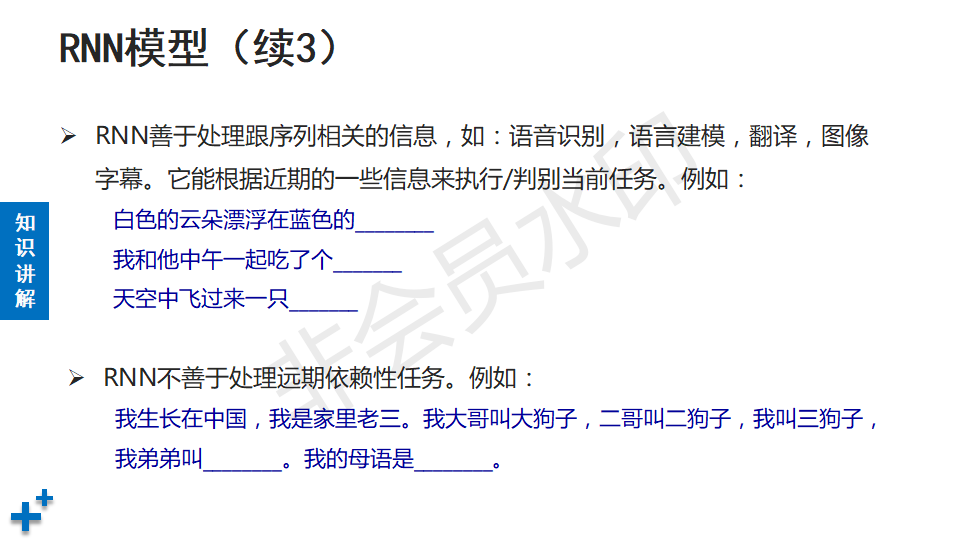 RNN模型（续3）
RNN善于处理跟序列相关的信息，如：语音识别，语言建模，翻译，图像
字幕。它能根据近期的一些信息来执行/判别当前任务。例如：
白色的云朵漂浮在蓝色的________
我和他中午一起吃了个_______
天空中飞过来一只_______
知识讲解
RNN不善于处理远期依赖性任务。例如：
我生长在中国，我是家里老三。我大哥叫大狗子，二哥叫二狗子，我叫三狗子，
我弟弟叫________。我的母语是________。
非会员水印